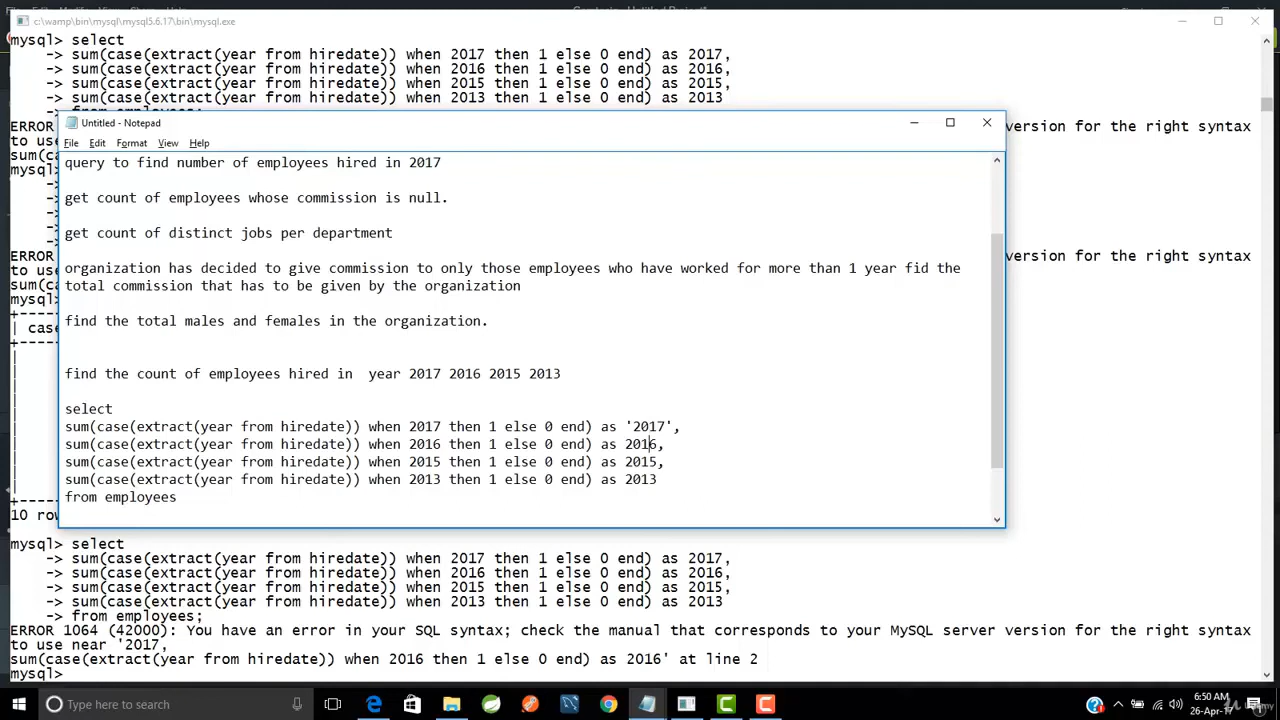 c:\wamp\bin\mysql\mysql5.6.17\bin\mysql.exe
mysql> select
-> sum(case(extract(year from hiredate)) when 2017 then 1 else 0 end) as 2017,
-> sum(case(extract(year from hiredate)) when 2016 then 1 else 0 end) as 2016,
-> sum(case(extract(year from hiredate)) when 2015 then 1 else 0 end) as 2015,
-> sum(case(extract(year from hiredate)) when 2013 then 1 else 0 end) as 2013
-> from employees;
Untitled - Notepad
ERROR version for the right syntax
File Edit Format View Help
to use
sum(ca
query to find number of employees hired in 2017
mysql>
->
get count of employees whose commission is null.
->
get count of distinct jobs per department
->
ERROR version for the right syntax
organization has decided to give commission to only those employees who have worked for more than 1 year fid the
to use
total commission that has to be given by the organization
sum(ca
mysql>
find the total males and females in the organization.
| case
find the count of employees hired in year 2017 2016 2015 2013
select
sum(case(extract(year from hiredate)) when 2017 then 1 else 0 end) as '2017',
sum(case(extract(year from hiredate)) when 2016 then 1 else 0 end) as 2016,
sum(case(extract(year from hiredate)) when 2015 then 1 else 0 end) as 2015,
sum(case(extract(year from hiredate)) when 2013 then 1 else 0 end) as 2013
from employees
10 row
mysql> select
-> sum(case(extract(year from hiredate)) when 2017 then 1 else 0 end) as 2017,
-> sum(case(extract(year from hiredate)) when 2016 then 1 else 0 end) as 2016,
-> sum(case(extract(year from hiredate)) when 2015 then 1 else 0 end) as 2015,
-> sum(case(extract(year from hiredate)) when 2013 then 1 else 0 end) as 2013
-> from employees;
ERROR 1064 (42000): You have an error in your SQL syntax; check the manual that corresponds to your MySQL server version for the right syntax
to use near '2017,
sum(case(extract(year from hiredate)) when 2016 then 1 else 0 end) as 2016' at line 2
mysql>
Type here to search
6:50 AM
26-Apr-17
Udemy